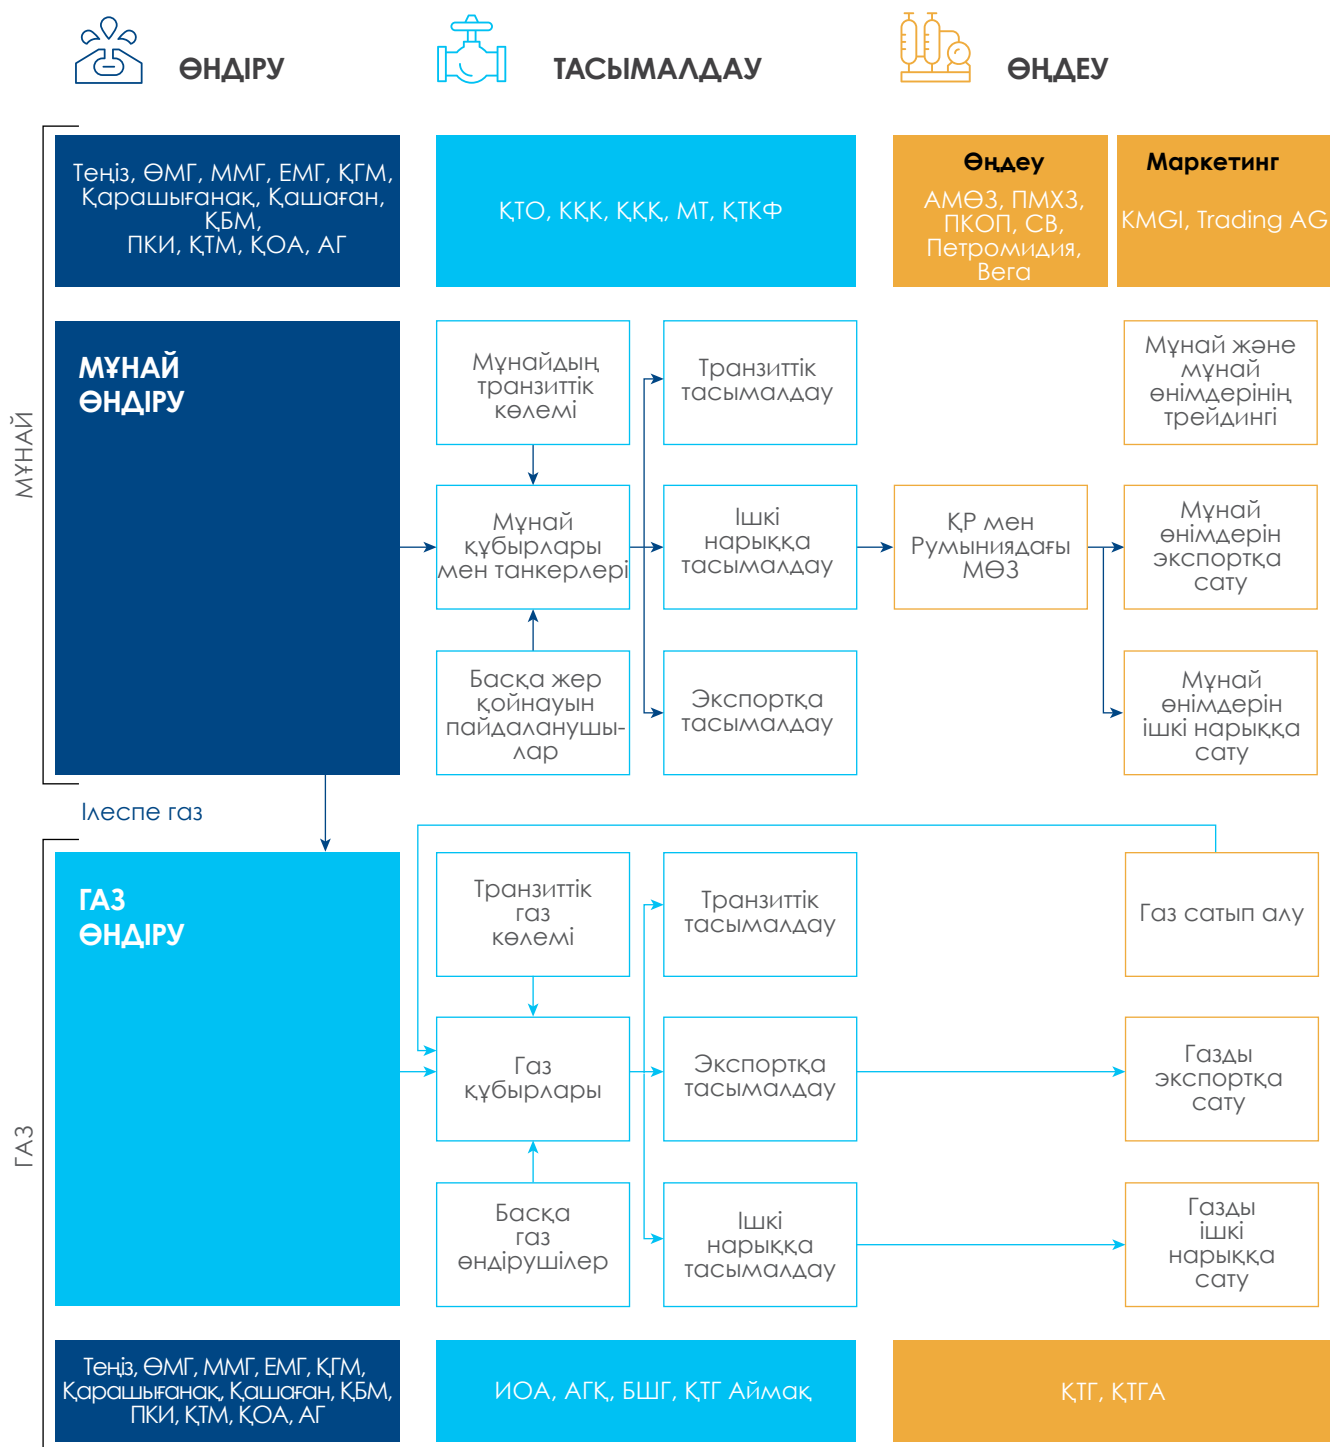 ӨНДІРУ
ТАСЫМАЛДАУ
ӨҢДЕУ
МҰНАЙ
Теңіз, ӨМГ, ММГ, ЕМГ, ҚГМ,
Қарашығанақ, Қашаған,
ҚБМ,
ПКИ, ҚТМ, ҚОА, АГ
ҚТО, КҚК, ҚҚҚ, МТ, ҚТКФ
Өңдеу
АМӨЗ, ПМХЗ,
ПКОП, СВ,
Петромидия,
Вега
Маркетинг
KMGI, Trading AG
МҰНАЙ
ӨНДІРУ
Мұнайдың
транзиттік
көлемі
Транзиттік
тасымалдау
Мұнай және
мұнай
өнімдерінің
трейдингі
Мұнай
құбырлары
мен танкерлері
Ішкі
нарыққа
тасымалдау
ҚР мен
Румыниядағы
МӨЗ
Мұнай
өнімдерін
экспортқа
сату
Басқа жер
қойнауын
пайдаланушы-
лар
Экспортқа
тасымалдау
Мұнай
өнімдерін
ішкі нарыққа
сату
Ілеспе газ
ГАЗ
ГАЗ
ӨНДІРУ
Транзиттік
газ
көлемі
Транзиттік
тасымалдау
Газ сатып алу
Газ
құбырлары
Экспортқа
тасымалдау
Газды
экспортқа
сату
Басқа
газ
өндірушілер
Ішкі
нарыққа
тасымалдау
Газды
ішкі
нарыққа
сату
Теңіз, ӨМГ, ММГ, ЕМГ, ҚГМ,
Қарашығанақ, Қашаған, ҚБМ,
ПКИ, ҚТМ, ҚОА, АГ
ИОА, АГҚ, БШГ, ҚТГ Аймақ
ҚТГ, ҚТГА